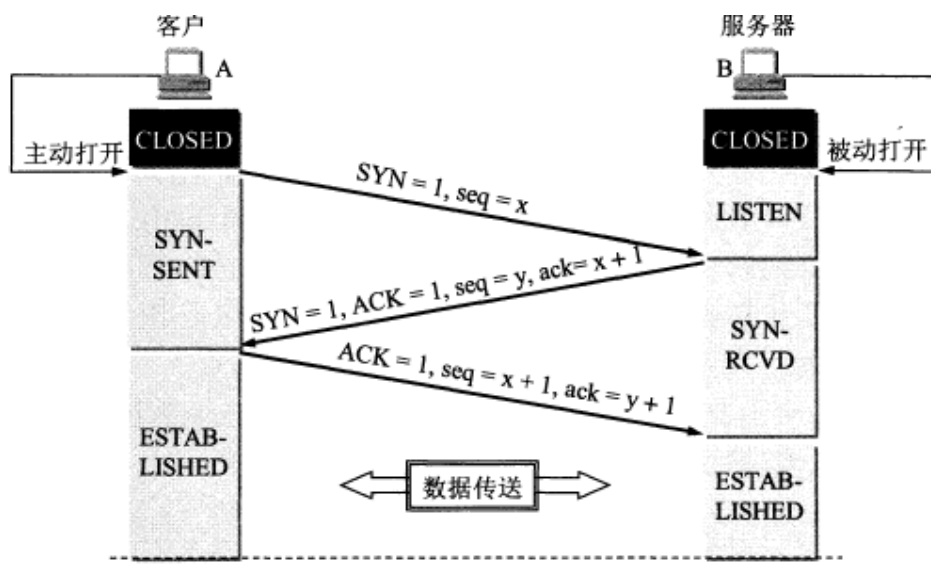 客户
服务器
A
B
CLOSED
CLOSED
主动打开
被动打开
SYN = 1, seq = x
LISTEN
SYN-
SENT
SYN = 1, ACK = 1, seq = y, ack= x + 1
SYN-
RCVD
ACK = 1, seq = x + 1, ack = y + 1
ESTAB-
LISHED
数据传送
ESTAB-
LISHED